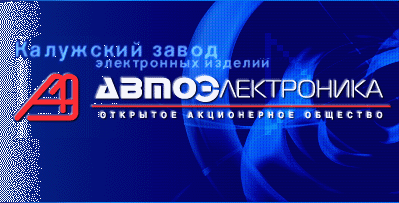 Калужский завод
электронных изделий
АВТОЭЛЕКТРОНИКА
ОТКРЫТОЕ АКЦИОНЕРНОЕ ОБЩЕСТВО